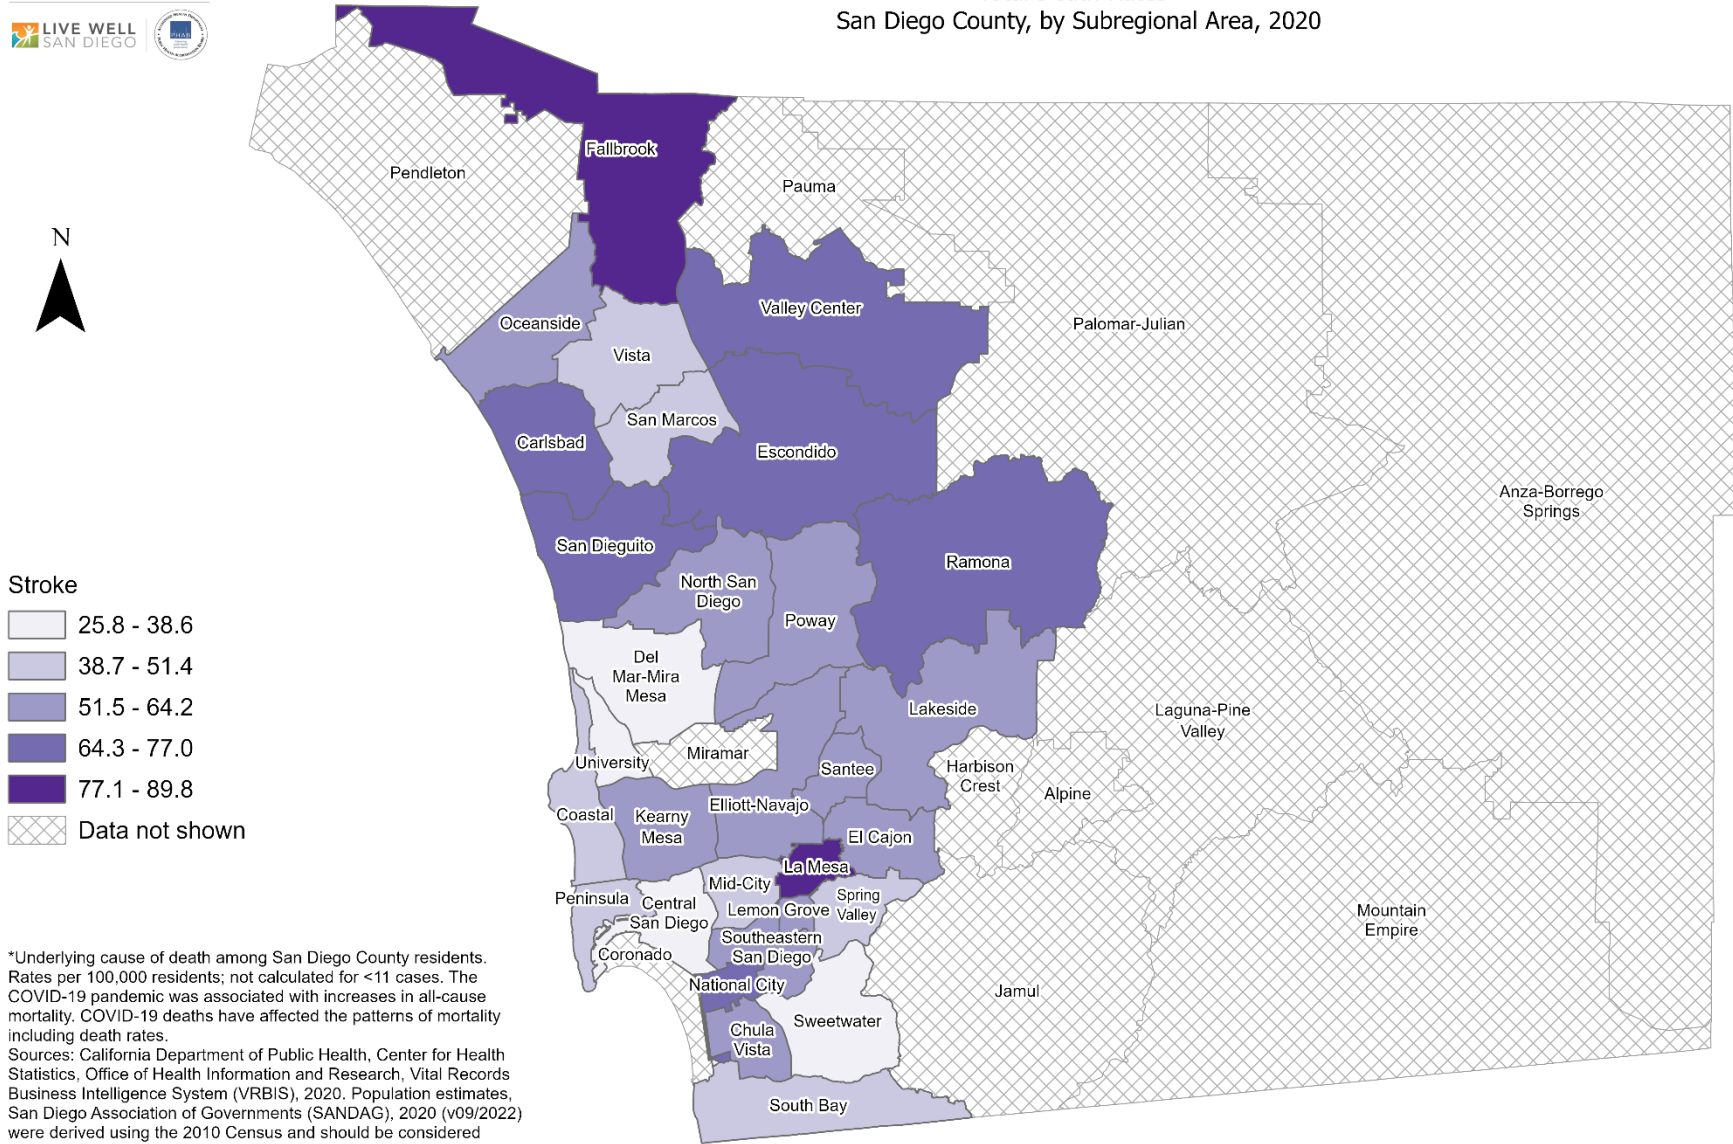 LIVE WELL
SAN DIEGO
PHAB
San Diego County, by Subregional Area, 2020
N
Fallbrook
Pendleton
Pauma
Valley Center
Oceanside
Palomar-Julian
Vista
San Marcos
Carlsbad
Escondido
Anza-Borrego
Springs
San Dieguito
Ramona
North San
Diego
Poway
Del
Mar-Mira
Mesa
Lakeside
Laguna-Pine
Valley
Miramar
University
Santee
Harbison
Crest
Alpine
Elliott-Navajo
Coastal
Kearny
Mesa
El Cajon
La Mesa
Mid-City
Peninsula
Central
San Diego
Spring
Valley
Lemon Grove
Mountain
Empire
Southeastern
San Diego
Coronado
National City
Jamul
Sweetwater
Chula
Vista
South Bay
Stroke
25.8 - 38.6
38.7 - 51.4
51.5 - 64.2
64.3 - 77.0
77.1 - 89.8
Data not shown
*Underlying cause of death among San Diego County residents.
Rates per 100,000 residents; not calculated for <11 cases. The
COVID-19 pandemic was associated with increases in all-cause
mortality. COVID-19 deaths have affected the patterns of mortality
including death rates.
Sources: California Department of Public Health, Center for Health
Statistics, Office of Health Information and Research, Vital Records
Business Intelligence System (VRBIS), 2020. Population estimates,
San Diego Association of Governments (SANDAG), 2020 (v09/2022)
were derived using the 2010 Census and should be considered